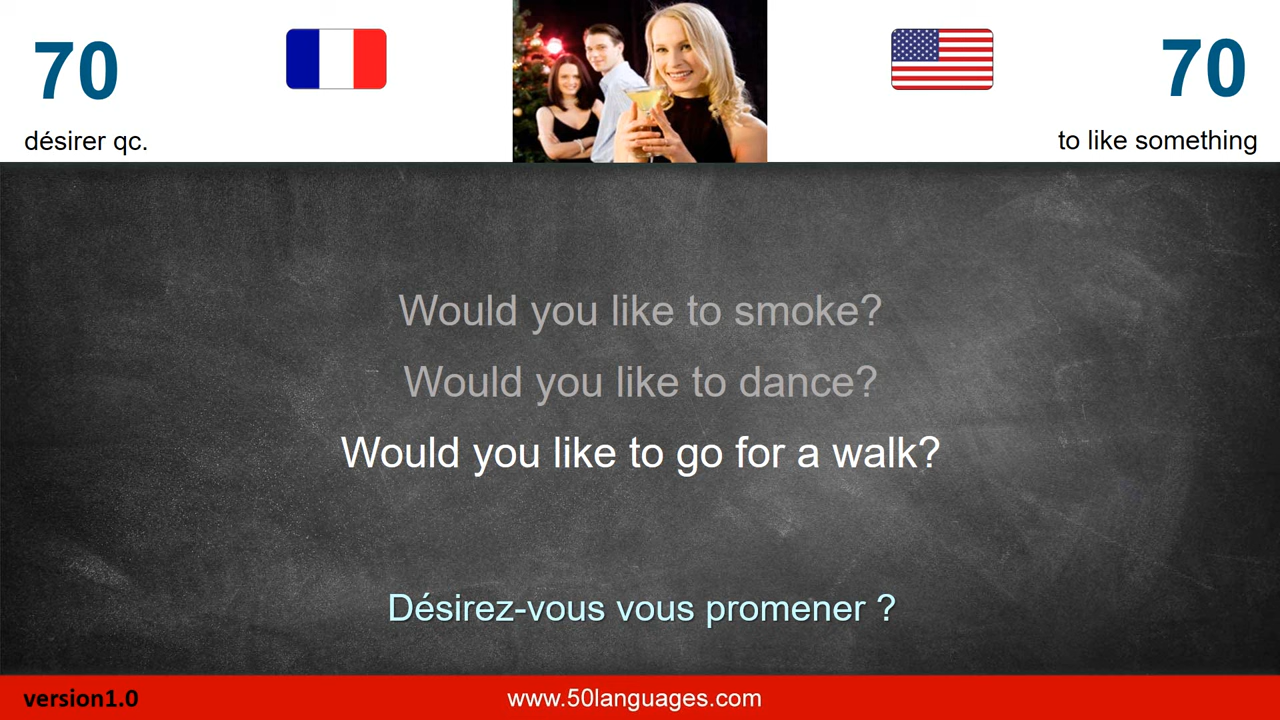 70
70
désirer qc.
to like something
Would you like to smoke?
Would you like to dance?
Would you like to go for a walk?
Désirez-vous vous promener ?
version1.0
www.50languages.com